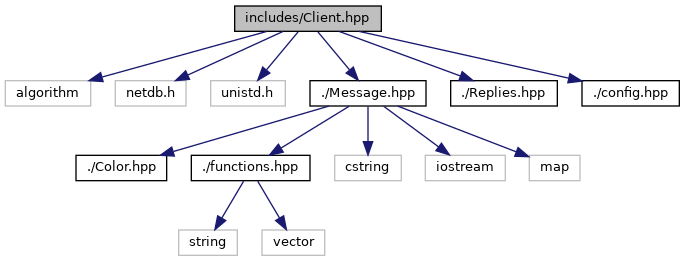 includes/Client.hpp
algorithm
netdb.h
unistd.h
./Message.hpp
./Replies.hpp
./config.hpp
./Color.hpp
./functions.hpp
cstring
iostream
map
string
vector